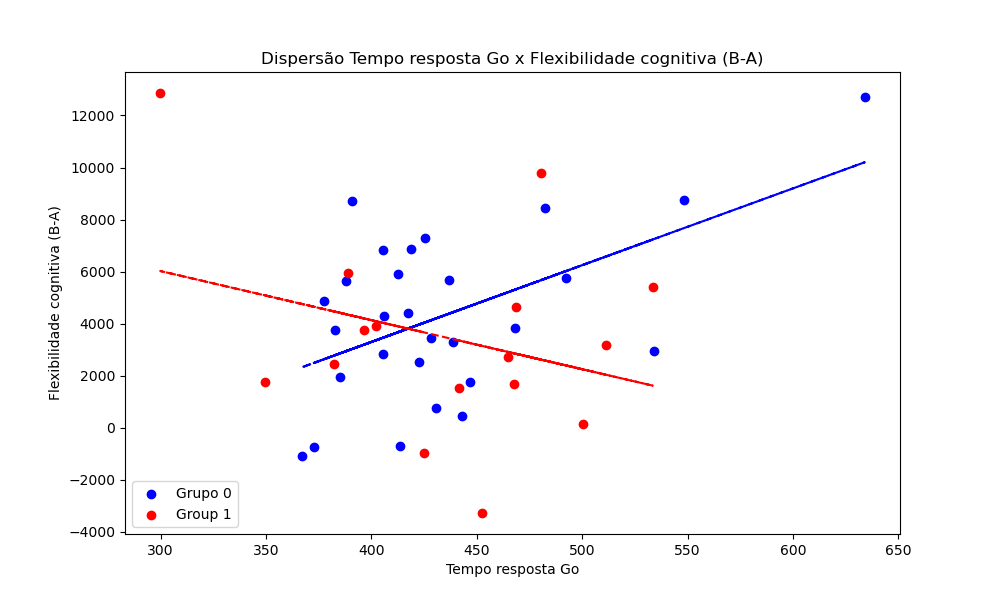 Dispersão Tempo resposta Go x Flexibilidade cognitiva (B-A)
Flexibilidade cognitiva (B-A)
12000
10000
8000
6000
4000
2000
0
−2000
−4000
Grupo 0
Group 1
300 350 400 450 500 550 600 650
Tempo resposta Go